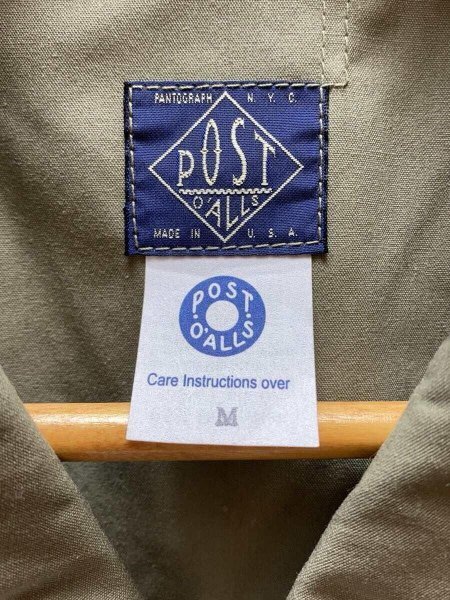 PANTOGRAPH N.Y.C.
POST
O'ALLS
MADE IN U.S.A.
POST
O'ALLS
Care Instructions over
M